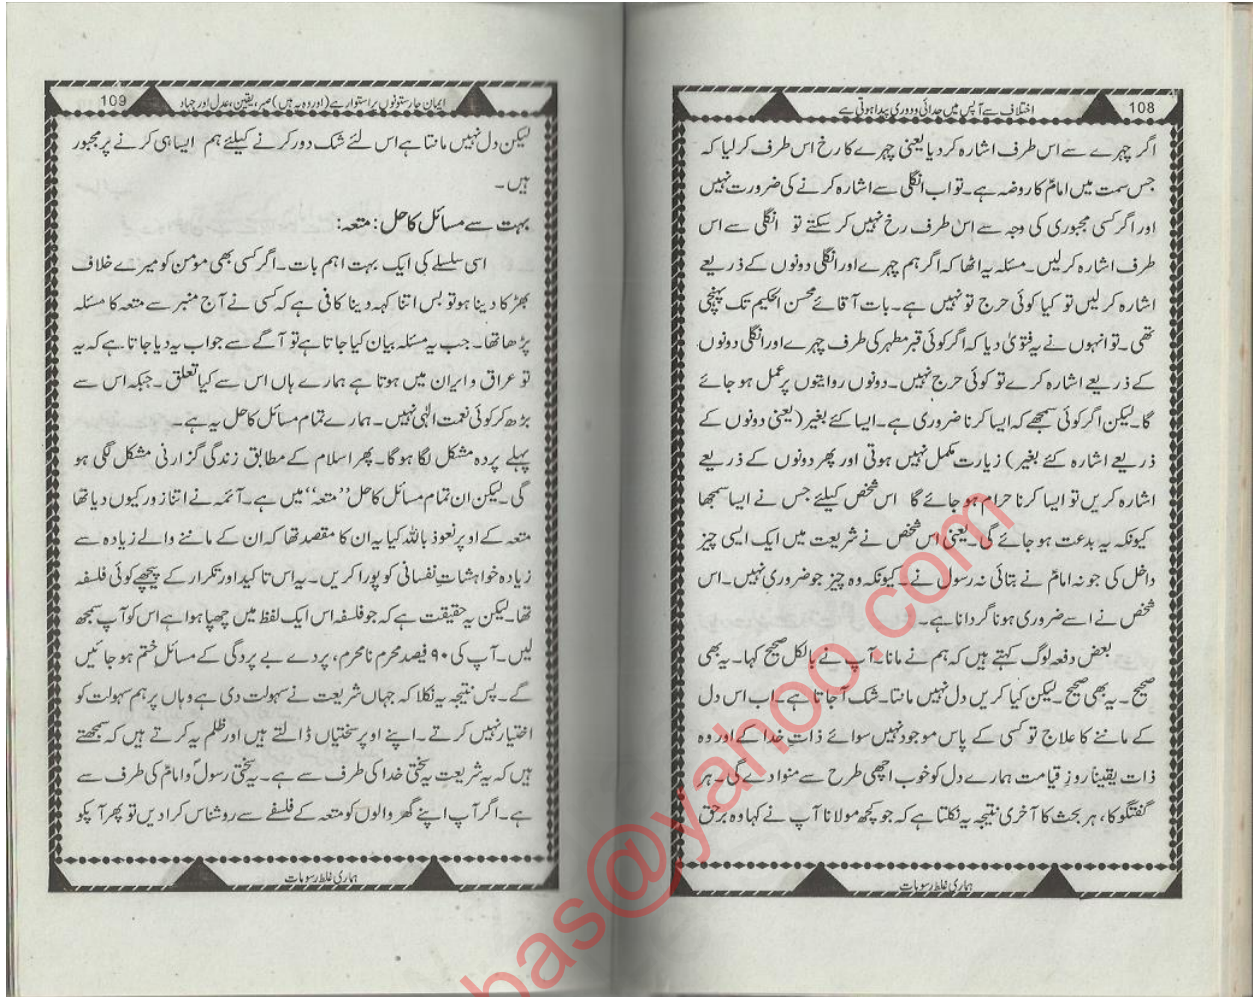 108
اختلاف سے آپس میں جدائی و دوری پیدا ہوتی ہے
اگر چہرے سے اس طرف اشارہ کر دیا یعنی چہرے کا رخ اس طرف کر لیا کہ
جس سمت میں امامؑ کا روضہ ہے۔ تو اب انگلی سے اشارہ کرنے کی ضرورت نہیں
اور اگر کسی مجبوری کی وجہ سے اس طرف رخ نہیں کر سکتے تو انگلی سے اس
طرف اشارہ کر لیں۔ مسئلہ یہ اٹھا کہ اگر ہم چہرے اور انگلی دونوں کے ذریعے
اشارہ کر لیں تو کیا کوئی حرج تو نہیں ہے۔ بات آقائے محسن الحکیم تک پہنچی
تھی۔ تو انہوں نے یہ فتویٰ دیا کہ اگر کوئی قبر مطہر کی طرف چہرے اور انگلی دونوں
کے ذریعے اشارہ کرے تو کوئی حرج نہیں۔ دونوں روایتوں پر عمل ہو جائے
گا۔ لیکن اگر کوئی سمجھے کہ ایسا کرنا ضروری ہے۔ ایسا کئے بغیر (یعنی دونوں کے
ذریعے اشارہ کئے بغیر) زیارت مکمل نہیں ہوتی اور پھر دونوں کے ذریعے
اشارہ کریں تو ایسا کرنا حرام ہو جائے گا اس شخص کیلئے جس نے ایسا سمجھا
کیونکہ یہ بدعت ہو جائے گی۔ یعنی اس شخص نے شریعت میں ایک ایسی چیز
داخل کی جو نہ امامؑ نے بتائی نہ رسول نے۔ کیونکہ وہ چیز جو ضروری نہیں۔ اس
شخص نے اسے ضروری ہونا گردانا ہے۔
بعض دفعہ لوگ کہتے ہیں کہ ہم نے مانا۔ آپ نے بالکل صحیح کہا۔ یہ بھی
صحیح۔ یہ بھی صحیح۔ لیکن کیا کریں دل نہیں مانتا۔ شک آ جاتا ہے۔ اب اس دل
کے ماننے کا علاج تو کسی کے پاس موجود نہیں سوائے ذاتِ خدا کے اور وہ
ذات یقیناً روز قیامت ہمارے دل کو خوب اچھی طرح سے منوا دے گی۔ ہر
گفتگو کا، ہر بحث کا آخری نتیجہ یہ نکلتا ہے کہ جو کچھ مولانا آپ نے کہا وہ برحق
ہماری غلط رسومات
109
ایمان چار ستونوں پر استوار ہے (اور وہ یہ ہیں) صبر، یقین، عدل اور جہاد
لیکن دل نہیں مانتا ہے اس لئے شک دور کرنے کیلئے ہم ایسا ہی کرنے پر مجبور
ہیں۔
بہت سے مسائل کا حل: متعہ:
اسی سلسلے کی ایک بہت اہم بات۔ اگر کسی بھی مؤمن کو میرے خلاف
بھڑکا دینا ہو تو بس اتنا کہہ دینا کافی ہے کہ کسی نے آج منبر سے متعہ کا مسئلہ
پڑھا تھا۔ جب یہ مسئلہ بیان کیا جاتا ہے تو آگے سے جواب یہ دیا جاتا ہے کہ یہ
تو عراق و ایران میں ہوتا ہے ہمارے ہاں اس سے کیا تعلق۔ جبکہ اس سے
بڑھ کر کوئی نعمت الٰہی نہیں۔ ہمارے تمام مسائل کا حل یہ ہے۔
پہلے پردہ مشکل لگا ہوگا۔ پھر اسلام کے مطابق زندگی گزارنی مشکل لگی ہو
گی۔ لیکن ان تمام مسائل کا حل ''متعہ'' میں ہے۔ آئمہ نے اتنا زور کیوں دیا تھا
متعہ کے اوپر نعوذ باللہ کیا یہ ان کا مقصد تھا کہ ان کے ماننے والے زیادہ سے
زیادہ خواہشات نفسانی کو پورا کریں۔ یہ اس تاکید اور تکرار کے پیچھے کوئی فلسفہ
تھا۔ لیکن یہ حقیقت ہے کہ جو فلسفہ اس ایک لفظ میں چھپا ہوا ہے اس کو آپ سمجھ
لیں۔ آپ کی ۹۰ فیصد محرم نامحرم، پردے بے پردگی کے مسائل ختم ہو جائیں
گے۔ پس نتیجہ یہ نکلا کہ جہاں شریعت نے سہولت دی ہے وہاں پر ہم سہولت کو
اختیار نہیں کرتے۔ اپنے اوپر سختیاں ڈالتے ہیں اور ظلم یہ کرتے ہیں کہ سمجھتے
ہیں کہ یہ شریعت یہ سختی خدا کی طرف سے ہے۔ یہ سختی رسولؐ و امامؑ کی طرف سے
ہے۔ اگر آپ اپنے گھر والوں کو متعہ کے فلسفے سے روشناس کرا دیں تو پھر آپ کو
ہماری غلط رسومات
bas@yahoo.com